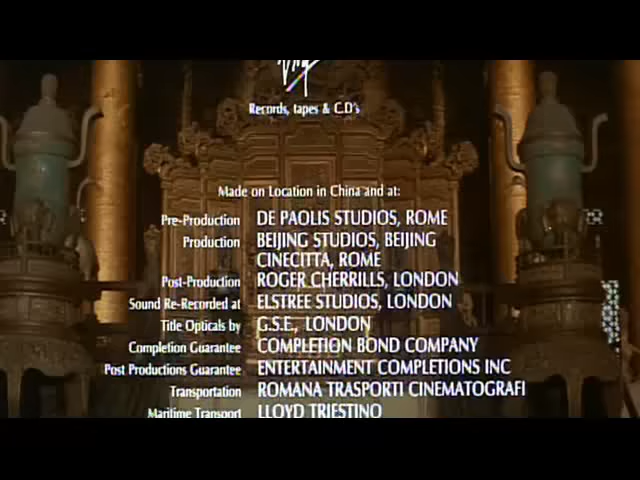 Virgin
Records, tapes & C.D's
Made on Location in China and at:
Pre-Production DE PAOLIS STUDIOS, ROME
Production BEIJING STUDIOS, BEIJING
CINECITTA, ROME
Post-Production ROGER CHERRILLS, LONDON
Sound Re-Recorded at ELSTREE STUDIOS, LONDON
Title Opticals by G.S.E., LONDON
Completion Guarantee COMPLETION BOND COMPANY
Post Productions Guarantee ENTERTAINMENT COMPLETIONS INC
Transportation ROMANA TRASPORTI CINEMATOGRAFI
Maritime Transport LLOYD TRIESTINO